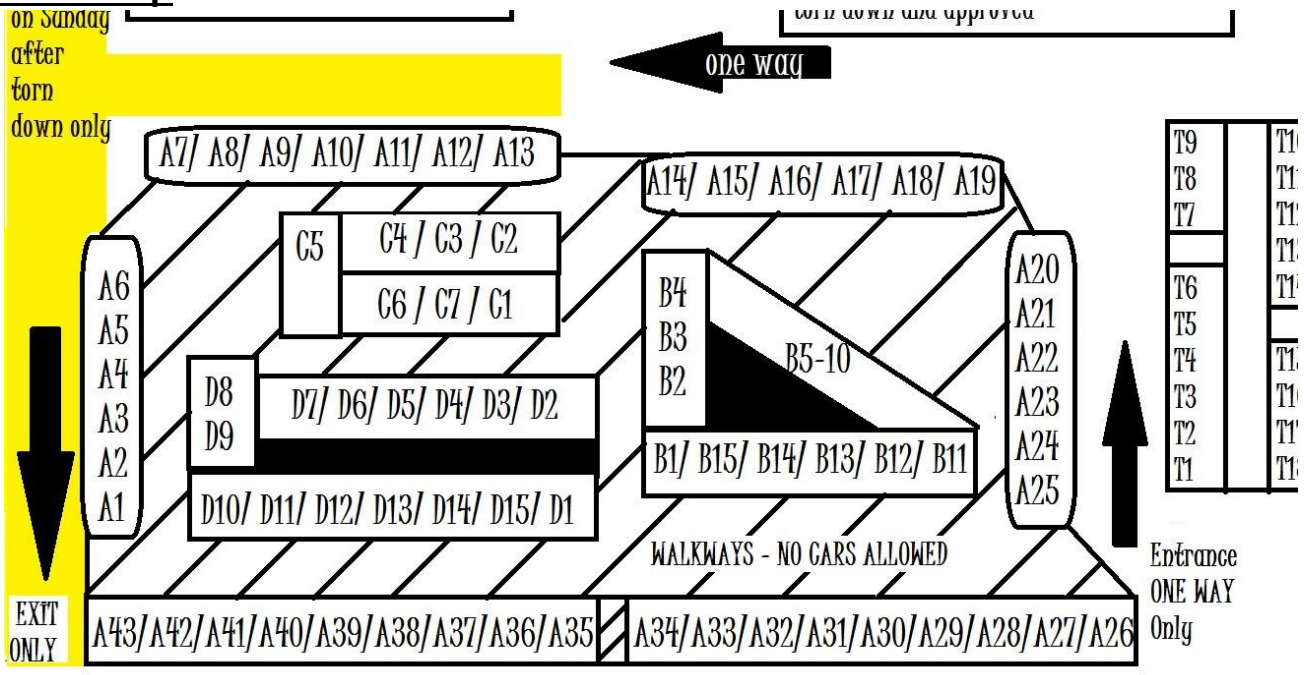 on Sunday
after
torn
down only
torn down and approved
one way
A7/ A8/ A9/ A10/ A11/ A12/ A13
A14/ A15/ A16/ A17/ A18/ A19
C5
C4 / C3 / C2
C6 / C7 / C1
A6
A5
A4
A3
A2
A1
D8
D9
D7/ D6/ D5/ D4/ D3/ D2
D10/ D11/ D12/ D13/ D14/ D15/ D1
B4
B3
B2
B5-10
B1/ B15/ B14/ B13/ B12/ B11
A20
A21
A22
A23
A24
A25
T9
T8
T7
T6
T5
T4
T3
T2
T1
WALKWAYS - NO CARS ALLOWED
Entrance
ONE WAY
Only
EXIT
ONLY
A43/A42/A41/A40/A39/A38/A37/A36/A35
A34/A33/A32/A31/A30/A29/A28/A27/A26